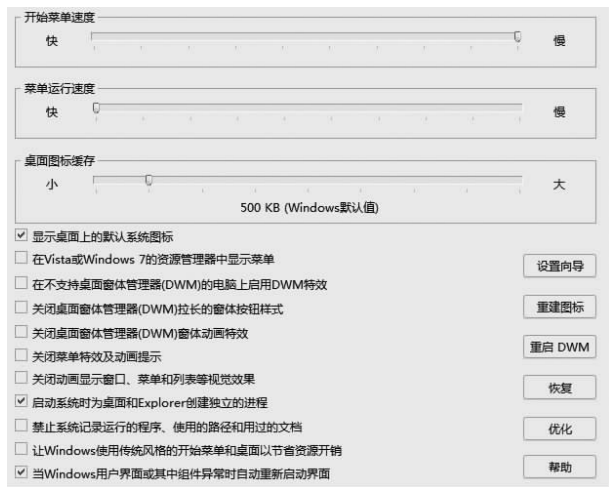 开始菜单速度
快 慢
菜单运行速度
快 慢
桌面图标缓存
小 大
500 KB (Windows默认值)
显示桌面上的默认系统图标
在Vista或Windows 7的资源管理器中显示菜单
设置向导
在不支持桌面窗体管理器(DWM)的电脑上启用DWM特效
关闭桌面窗体管理器(DWM)拉长的窗体按钮样式
重建图标
关闭桌面窗体管理器(DWM)窗体动画特效
重启 DWM
关闭菜单特效及动画提示
关闭动画显示窗口、菜单和列表等视觉效果
恢复
启动系统时为桌面和Explorer创建独立的进程
禁止系统记录运行的程序、使用的路径和用过的文档
优化
让Windows使用传统风格的开始菜单和桌面以节省资源开销
当Windows用户界面或其中组件异常时自动重新启动界面
帮助